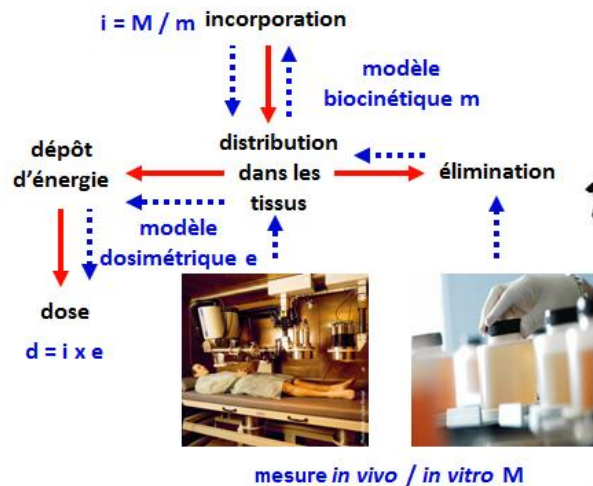 i = M / m
incorporation
modèle
biocinétique m
distribution
dans les
tissus
dépôt
d’énergie
élimination
modèle
dosimétrique e
dose
d = i x e
mesure in vivo / in vitro M